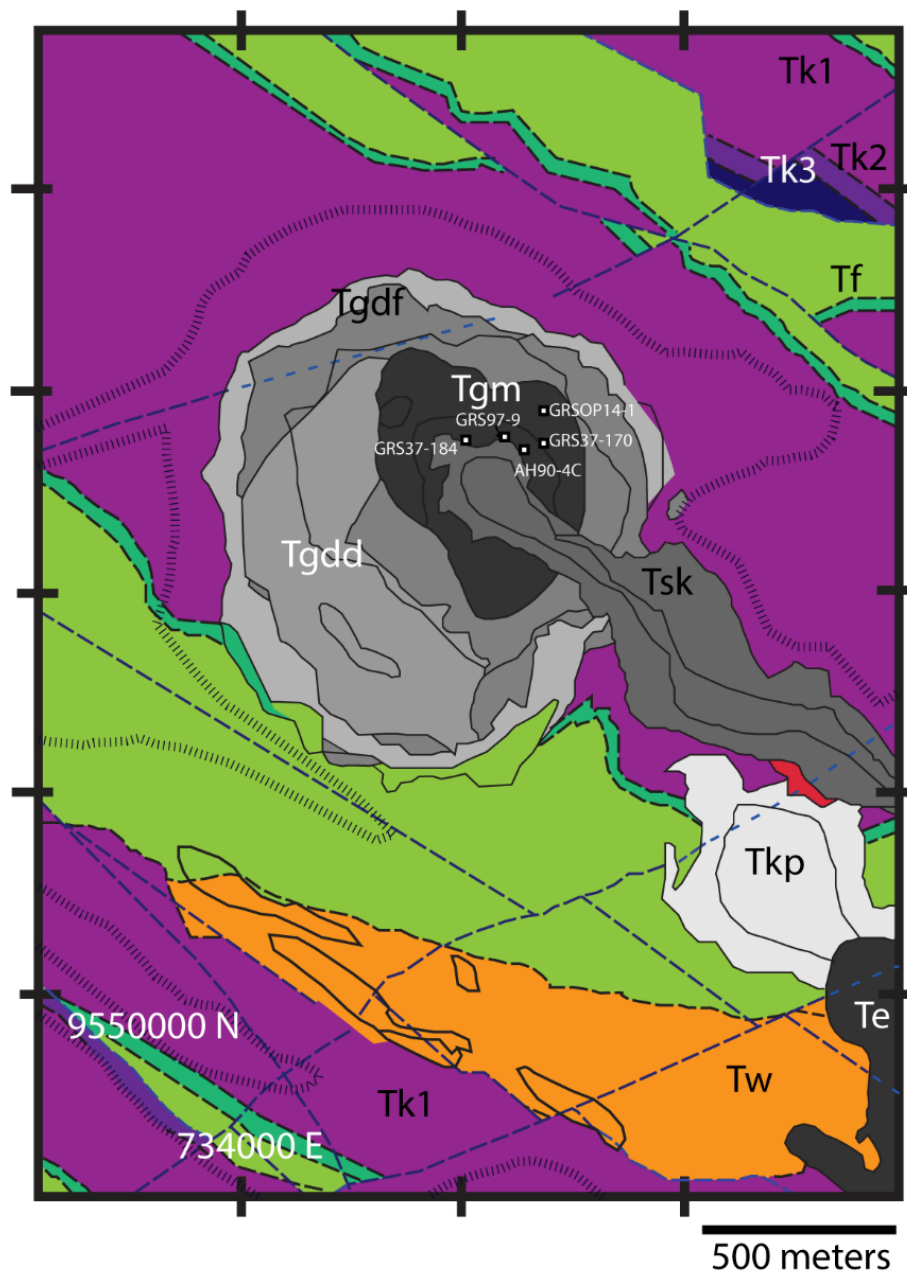 Tk1
Tk2
Tk3
Tf
Tgdf
Tgm
GRSOP14-1
GRS97-9
GRS37-184
GRS37-170
AH90-4C
Tgdd
Tsk
Tkp
Te
9550000 N
Tw
Tk1
734000 E
500 meters